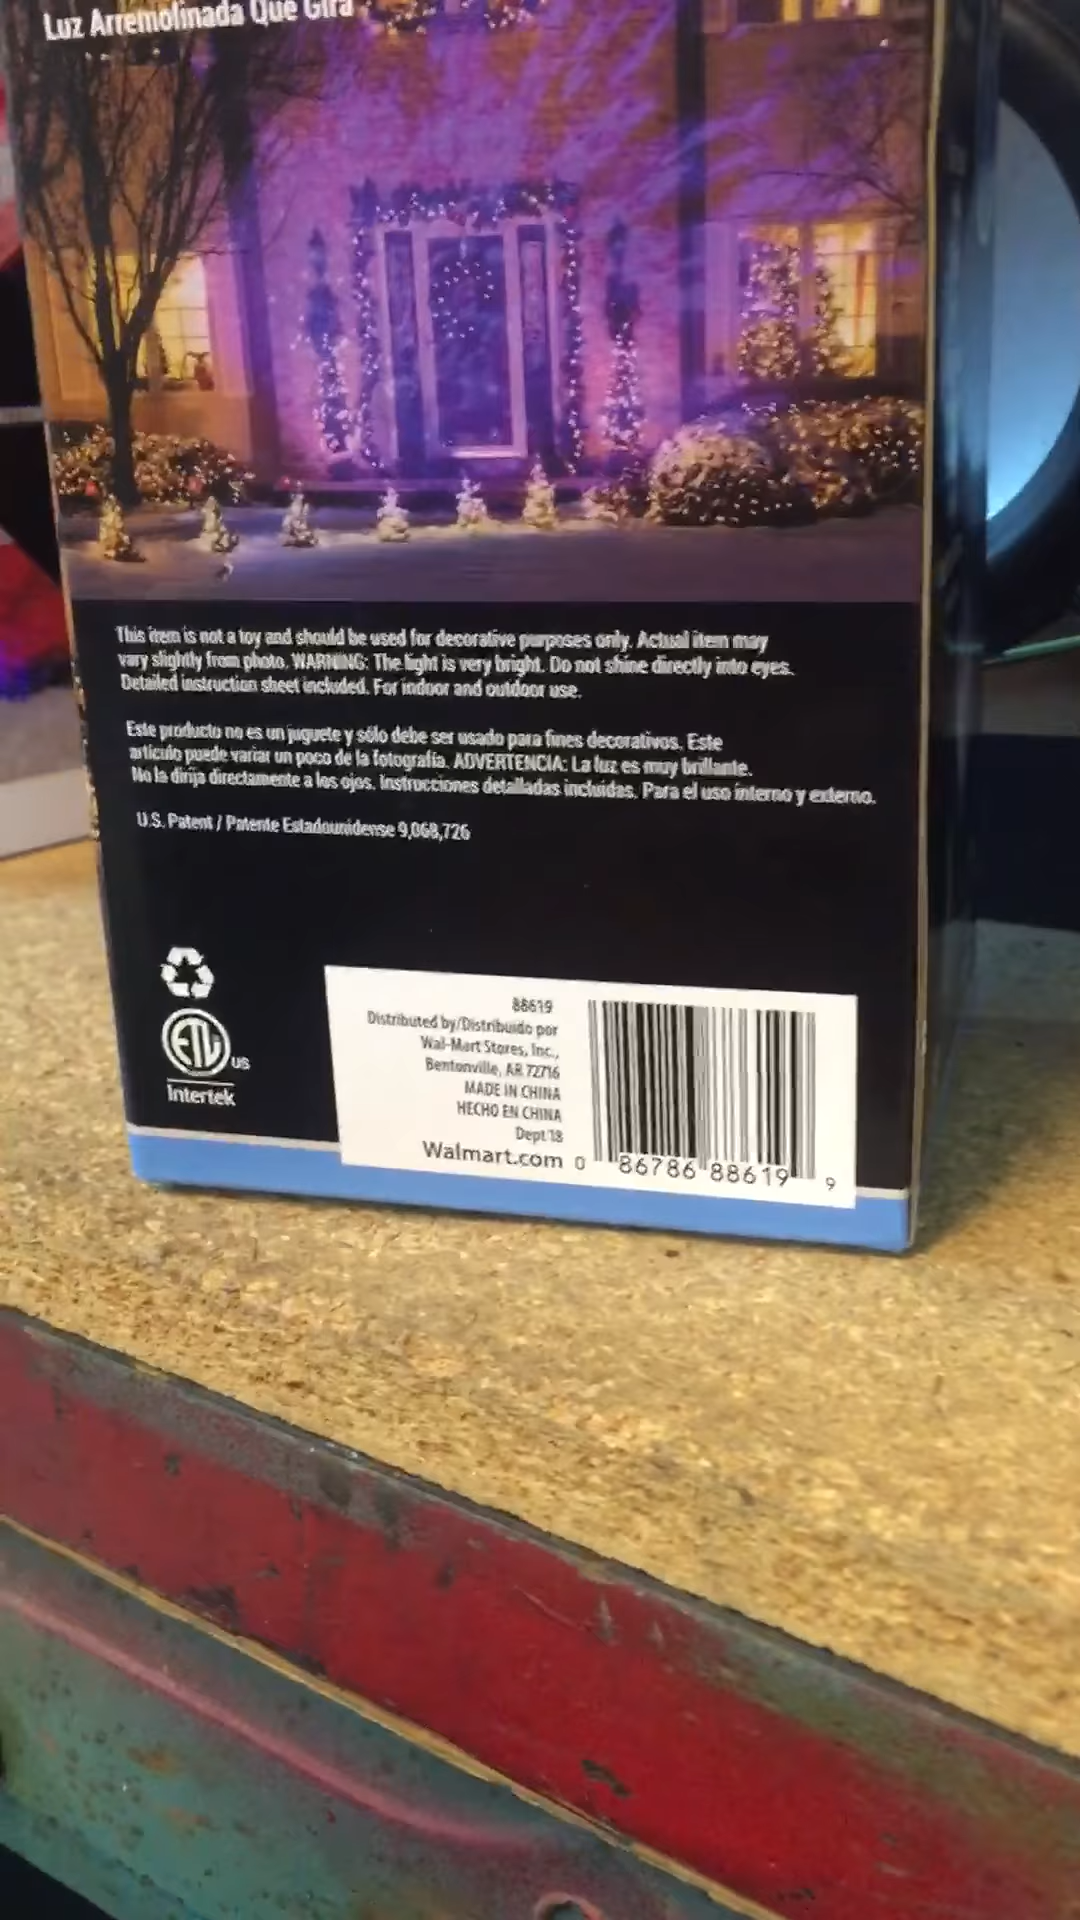 Luz Arremolinada Que Gira
This item is not a toy and should be used for decorative purposes only. Actual item may
vary slightly from photo. WARNING: The light is very bright. Do not shine directly into eyes.
Detailed instruction sheet included. For indoor and outdoor use.
Este producto no es un juguete y sólo debe ser usado para fines decorativos. Este
artículo puede variar un poco de la fotografía. ADVERTENCIA: La luz es muy brillante.
No la dirija directamente a los ojos. Instrucciones detalladas incluidas. Para el uso interno y externo.
U.S. Patent / Patente Estadounidense 9,068,726
ETL US
Intertek
88619
Distributed by/Distribuido por
Wal-Mart Stores, Inc.,
Bentonville, AR 72716
MADE IN CHINA
HECHO EN CHINA
Dept 18
Walmart.com
0 86786 88619 9